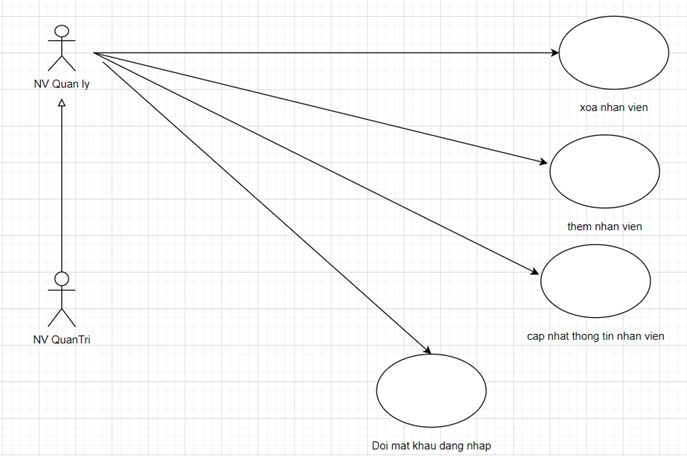 NV Quan ly
xoa nhan vien
them nhan vien
cap nhat thong tin nhan vien
NV QuanTri
Doi mat khau dang nhap